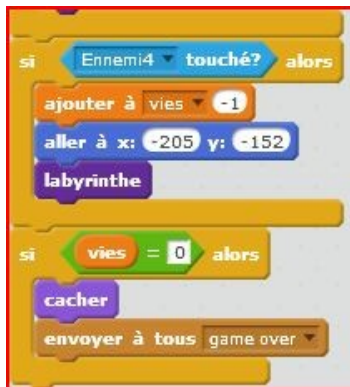 si Ennemi4 touché? alors
ajouter à vies -1
aller à x: -205 y: -152
labyrinthe
si vies = 0 alors
cacher
envoyer à tous game over